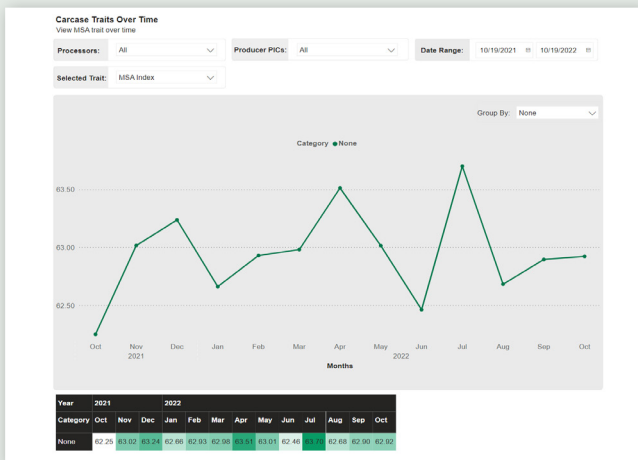 Carcase Traits Over Time
View MSA trait over time
Processors: All Producer PICs: All Date Range: 10/19/2021 10/19/2022
Selected Trait: MSA Index
Group By: None
Category None
63.50
63.00
62.50
Oct Nov Dec Jan Feb Mar Apr May Jun Jul Aug Sep Oct
2021 2022
Months
Year 2021 2022
Category Oct Nov Dec Jan Feb Mar Apr May Jun Jul Aug Sep Oct
None 62.25 63.02 63.24 62.66 62.93 62.98 63.51 63.01 62.46 63.70 62.68 62.90 62.92